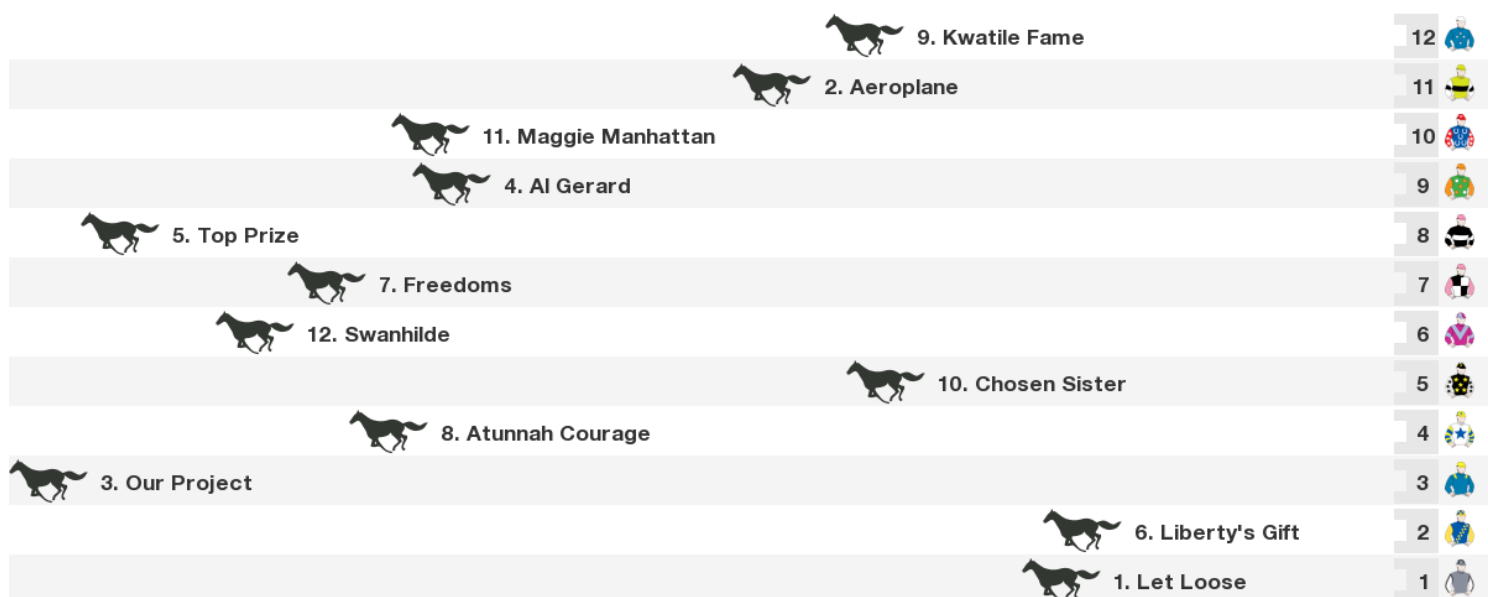 9. Kwatile Fame 12
2. Aeroplane 11
11. Maggie Manhattan 10
4. Al Gerard 9
5. Top Prize 8
7. Freedoms 7
12. Swanhilde 6
10. Chosen Sister 5
8. Atunnah Courage 4
3. Our Project 3
6. Liberty's Gift 2
1. Let Loose 1